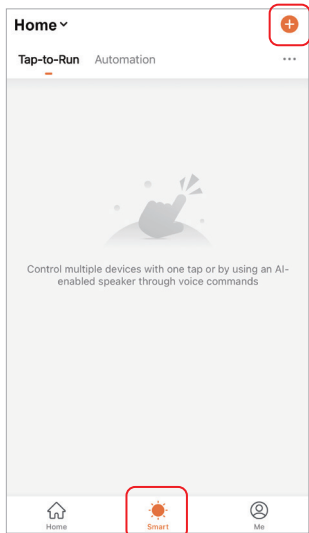 Home
Tap-to-Run Automation
Control multiple devices with one tap or by using an AI-
enabled speaker through voice commands
Home Smart Me